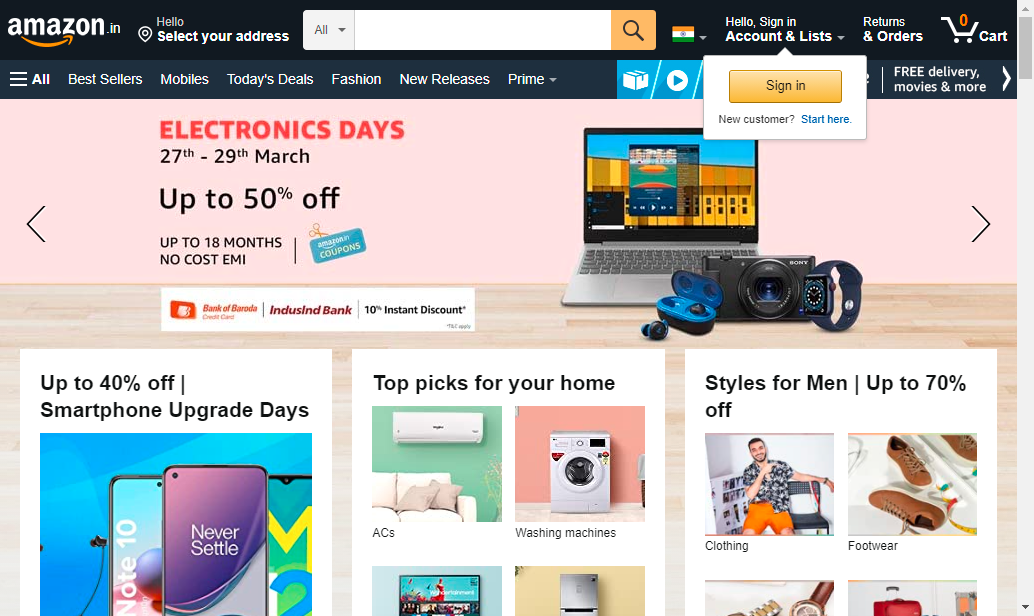 amazon.in
Hello
Select your address
All
Hello, Sign in
Account & Lists
Returns
& Orders
0
Cart
All
Best Sellers
Mobiles
Today's Deals
Fashion
New Releases
Prime
FREE delivery,
movies & more
Sign in
New customer? Start here.
ELECTRONICS DAYS
27th - 29th March
Up to 50% off
UP TO 18 MONTHS
NO COST EMI
amazon.in
COUPONS
SONY
Bank of Baroda
Credit Card
IndusInd Bank
10% Instant Discount*
*T&C apply
Up to 40% off |
Smartphone Upgrade Days
Never
Settle
Note 10
Top picks for your home
ACs
Washing machines
Styles for Men | Up to 70%
off
Clothing
Footwear